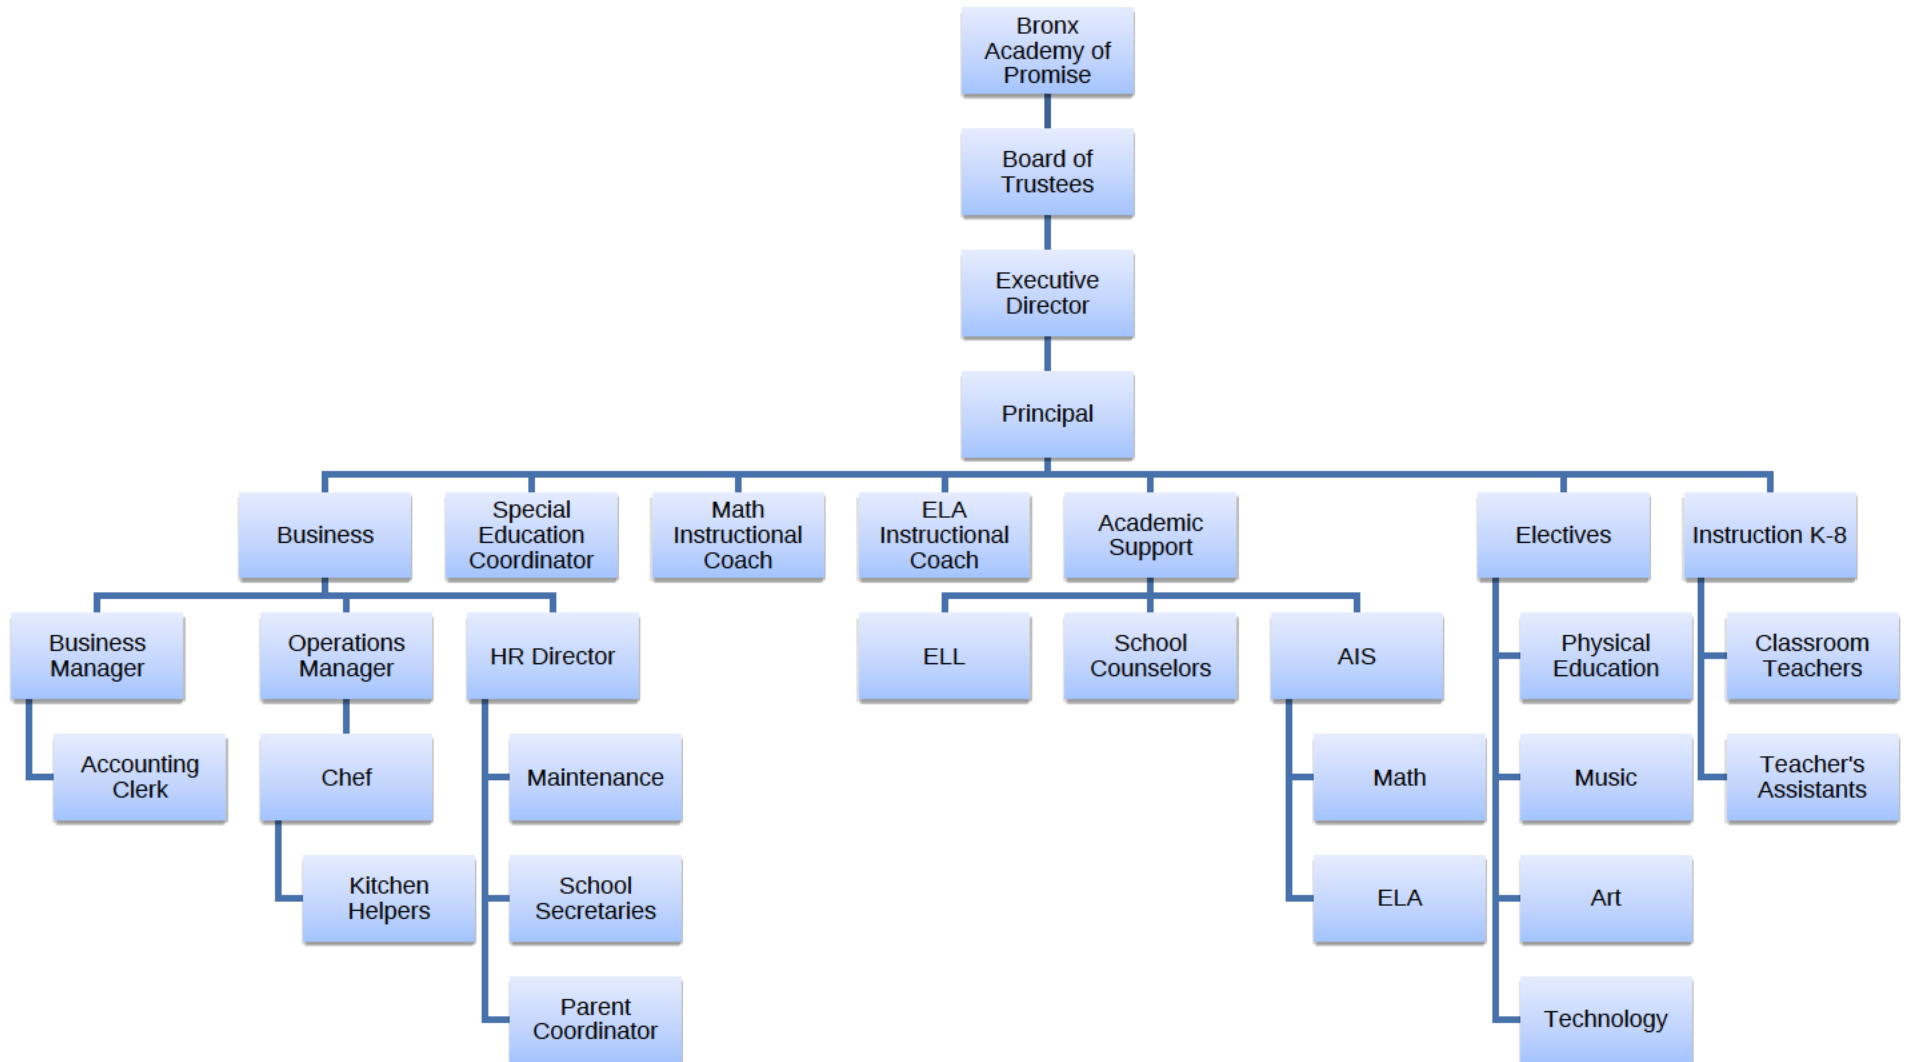 Bronx
Academy of
Promise
Board of
Trustees
Executive
Director
Principal
Business
Special
Education
Coordinator
Math
Instructional
Coach
ELA
Instructional
Coach
Academic
Support
Electives
Instruction K-8
Business
Manager
Operations
Manager
HR Director
ELL
School
Counselors
AIS
Physical
Education
Classroom
Teachers
Accounting
Clerk
Chef
Maintenance
Math
Music
Teacher's
Assistants
Kitchen
Helpers
School
Secretaries
ELA
Art
Parent
Coordinator
Technology